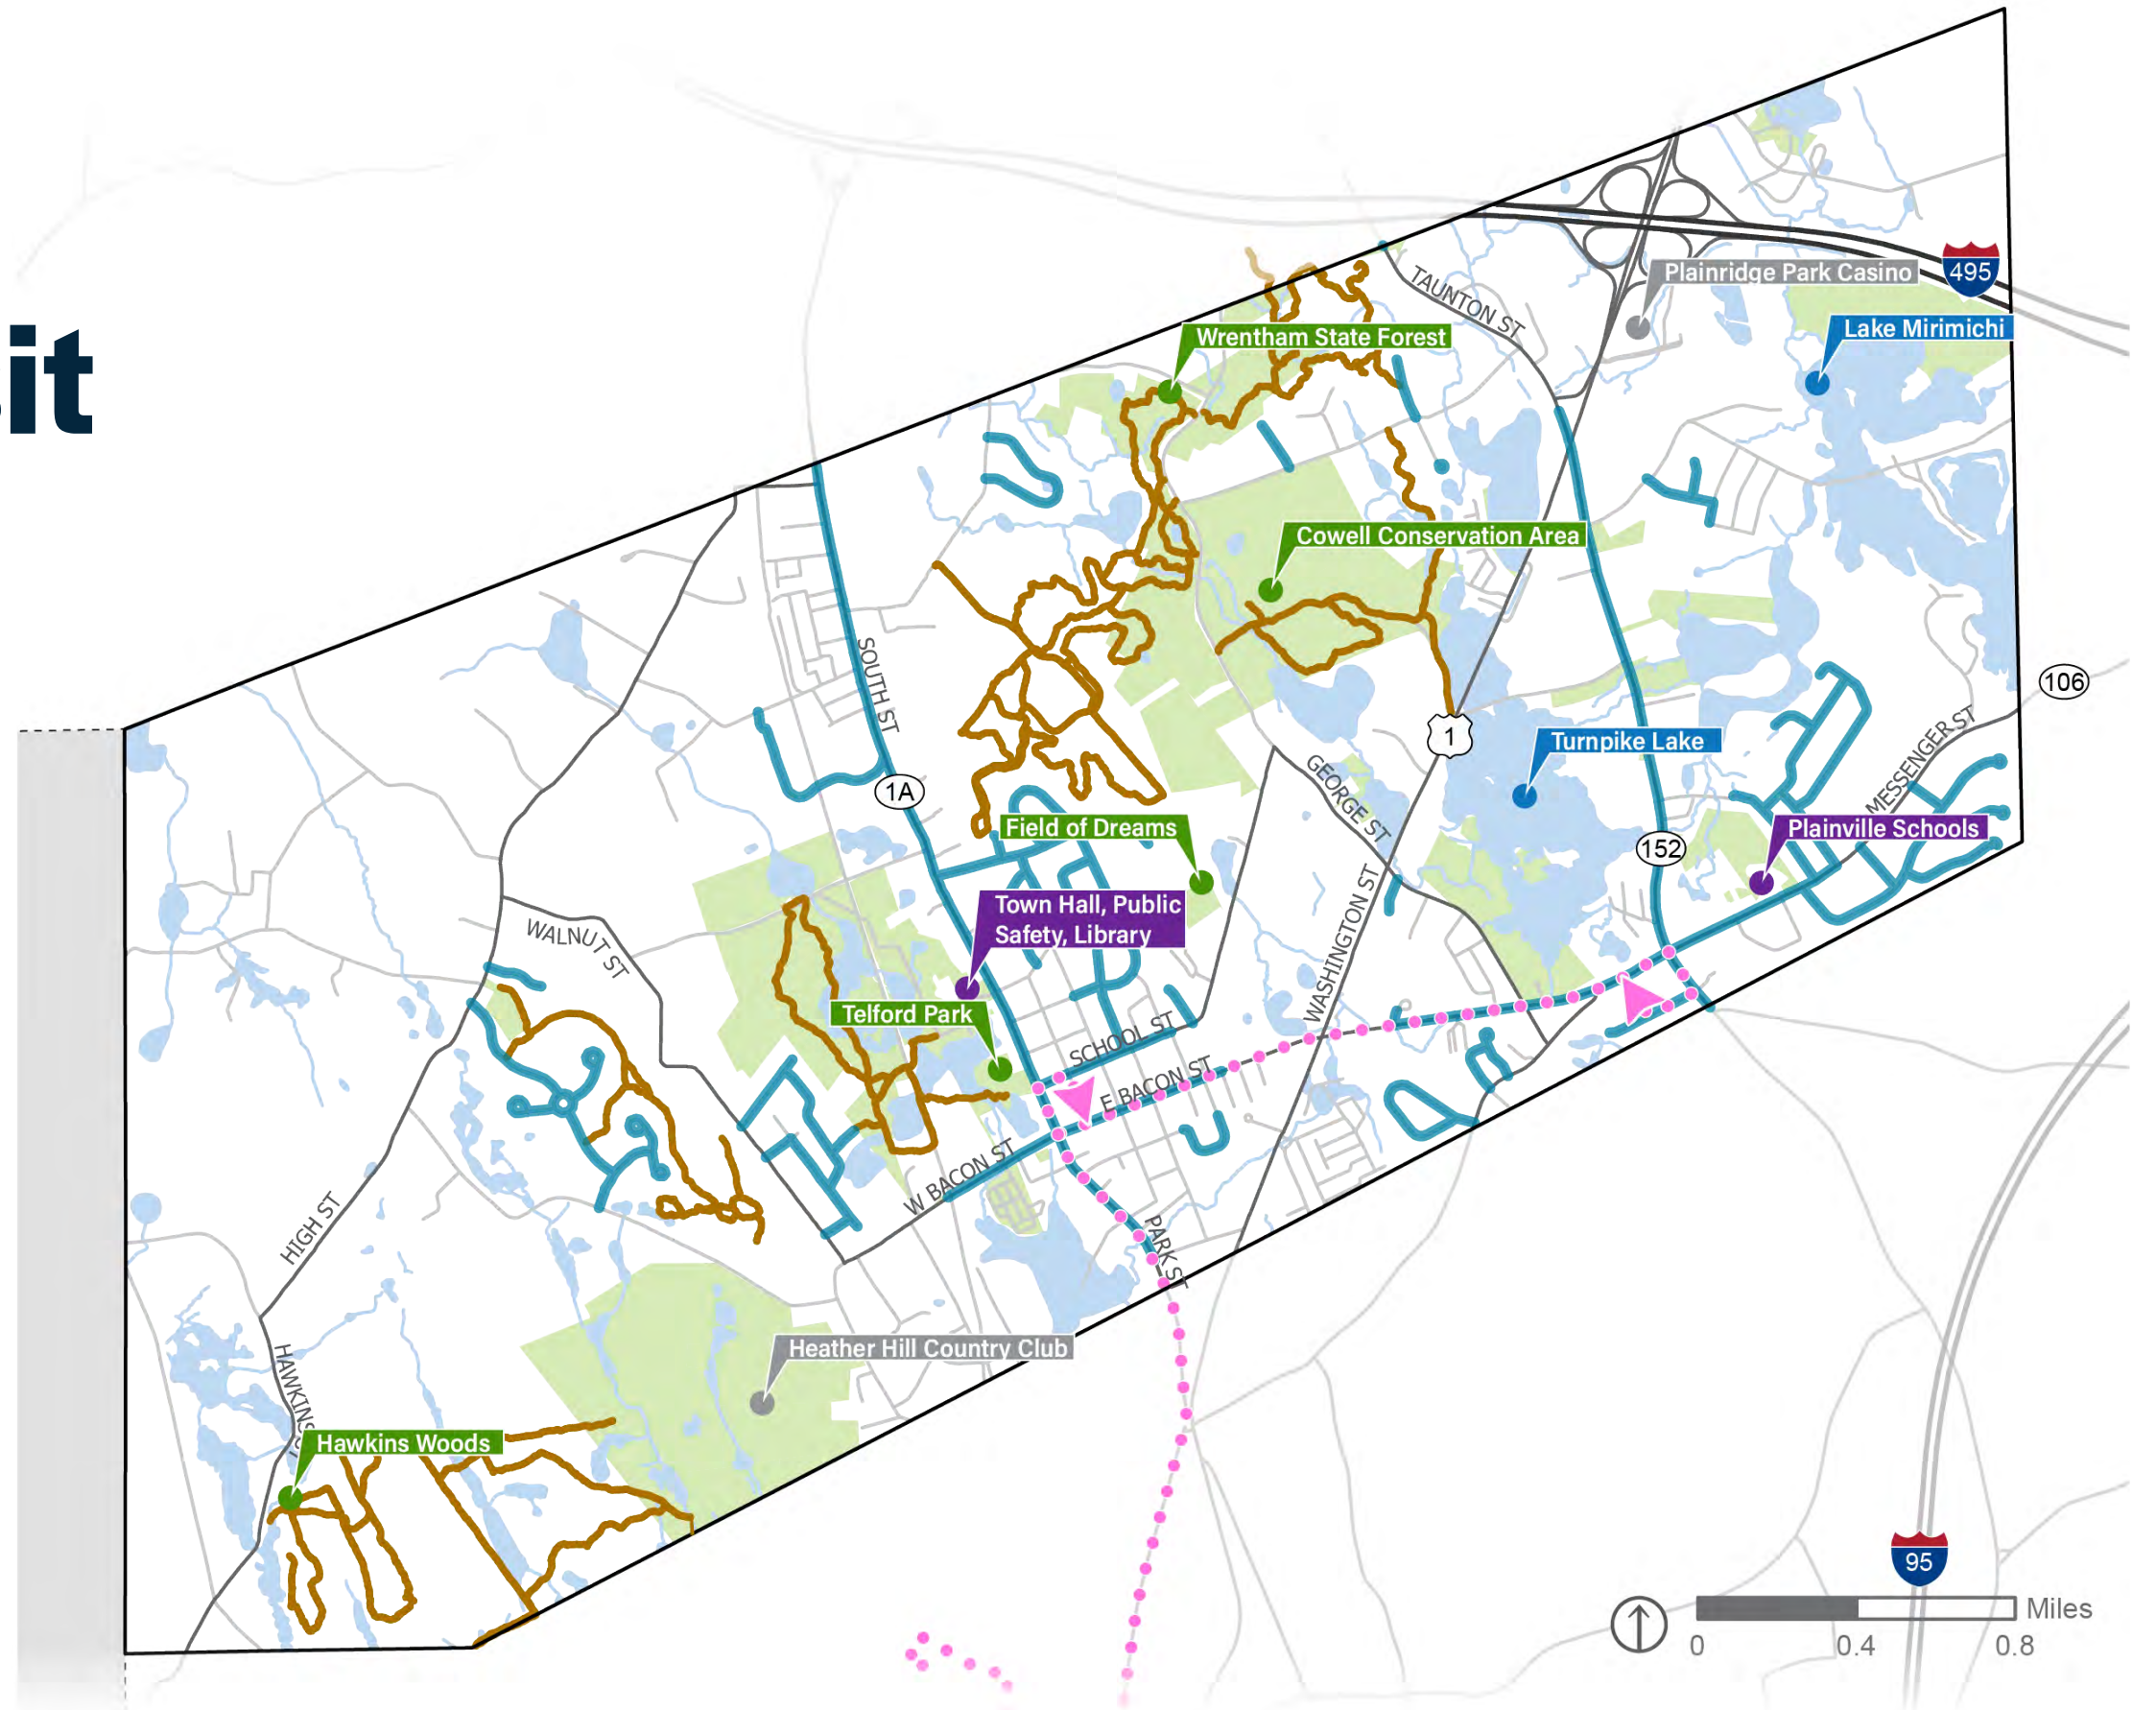 it
TAUNTON ST
Plainridge Park Casino
495
Lake Mirimichi
Wrentham State Forest
Cowell Conservation Area
SOUTH ST
106
1
Turnpike Lake
MESSENGER ST
GEORGE ST
1A
Field of Dreams
152
Plainville Schools
Town Hall, Public
Safety, Library
WALNUT ST
WASHINGTON ST
Telford Park
SCHOOL ST
E BACON ST
W BACON ST
HIGH ST
PARK ST
Heather Hill Country Club
HAWKINS
Hawkins Woods
95
Miles
0
0.4
0.8